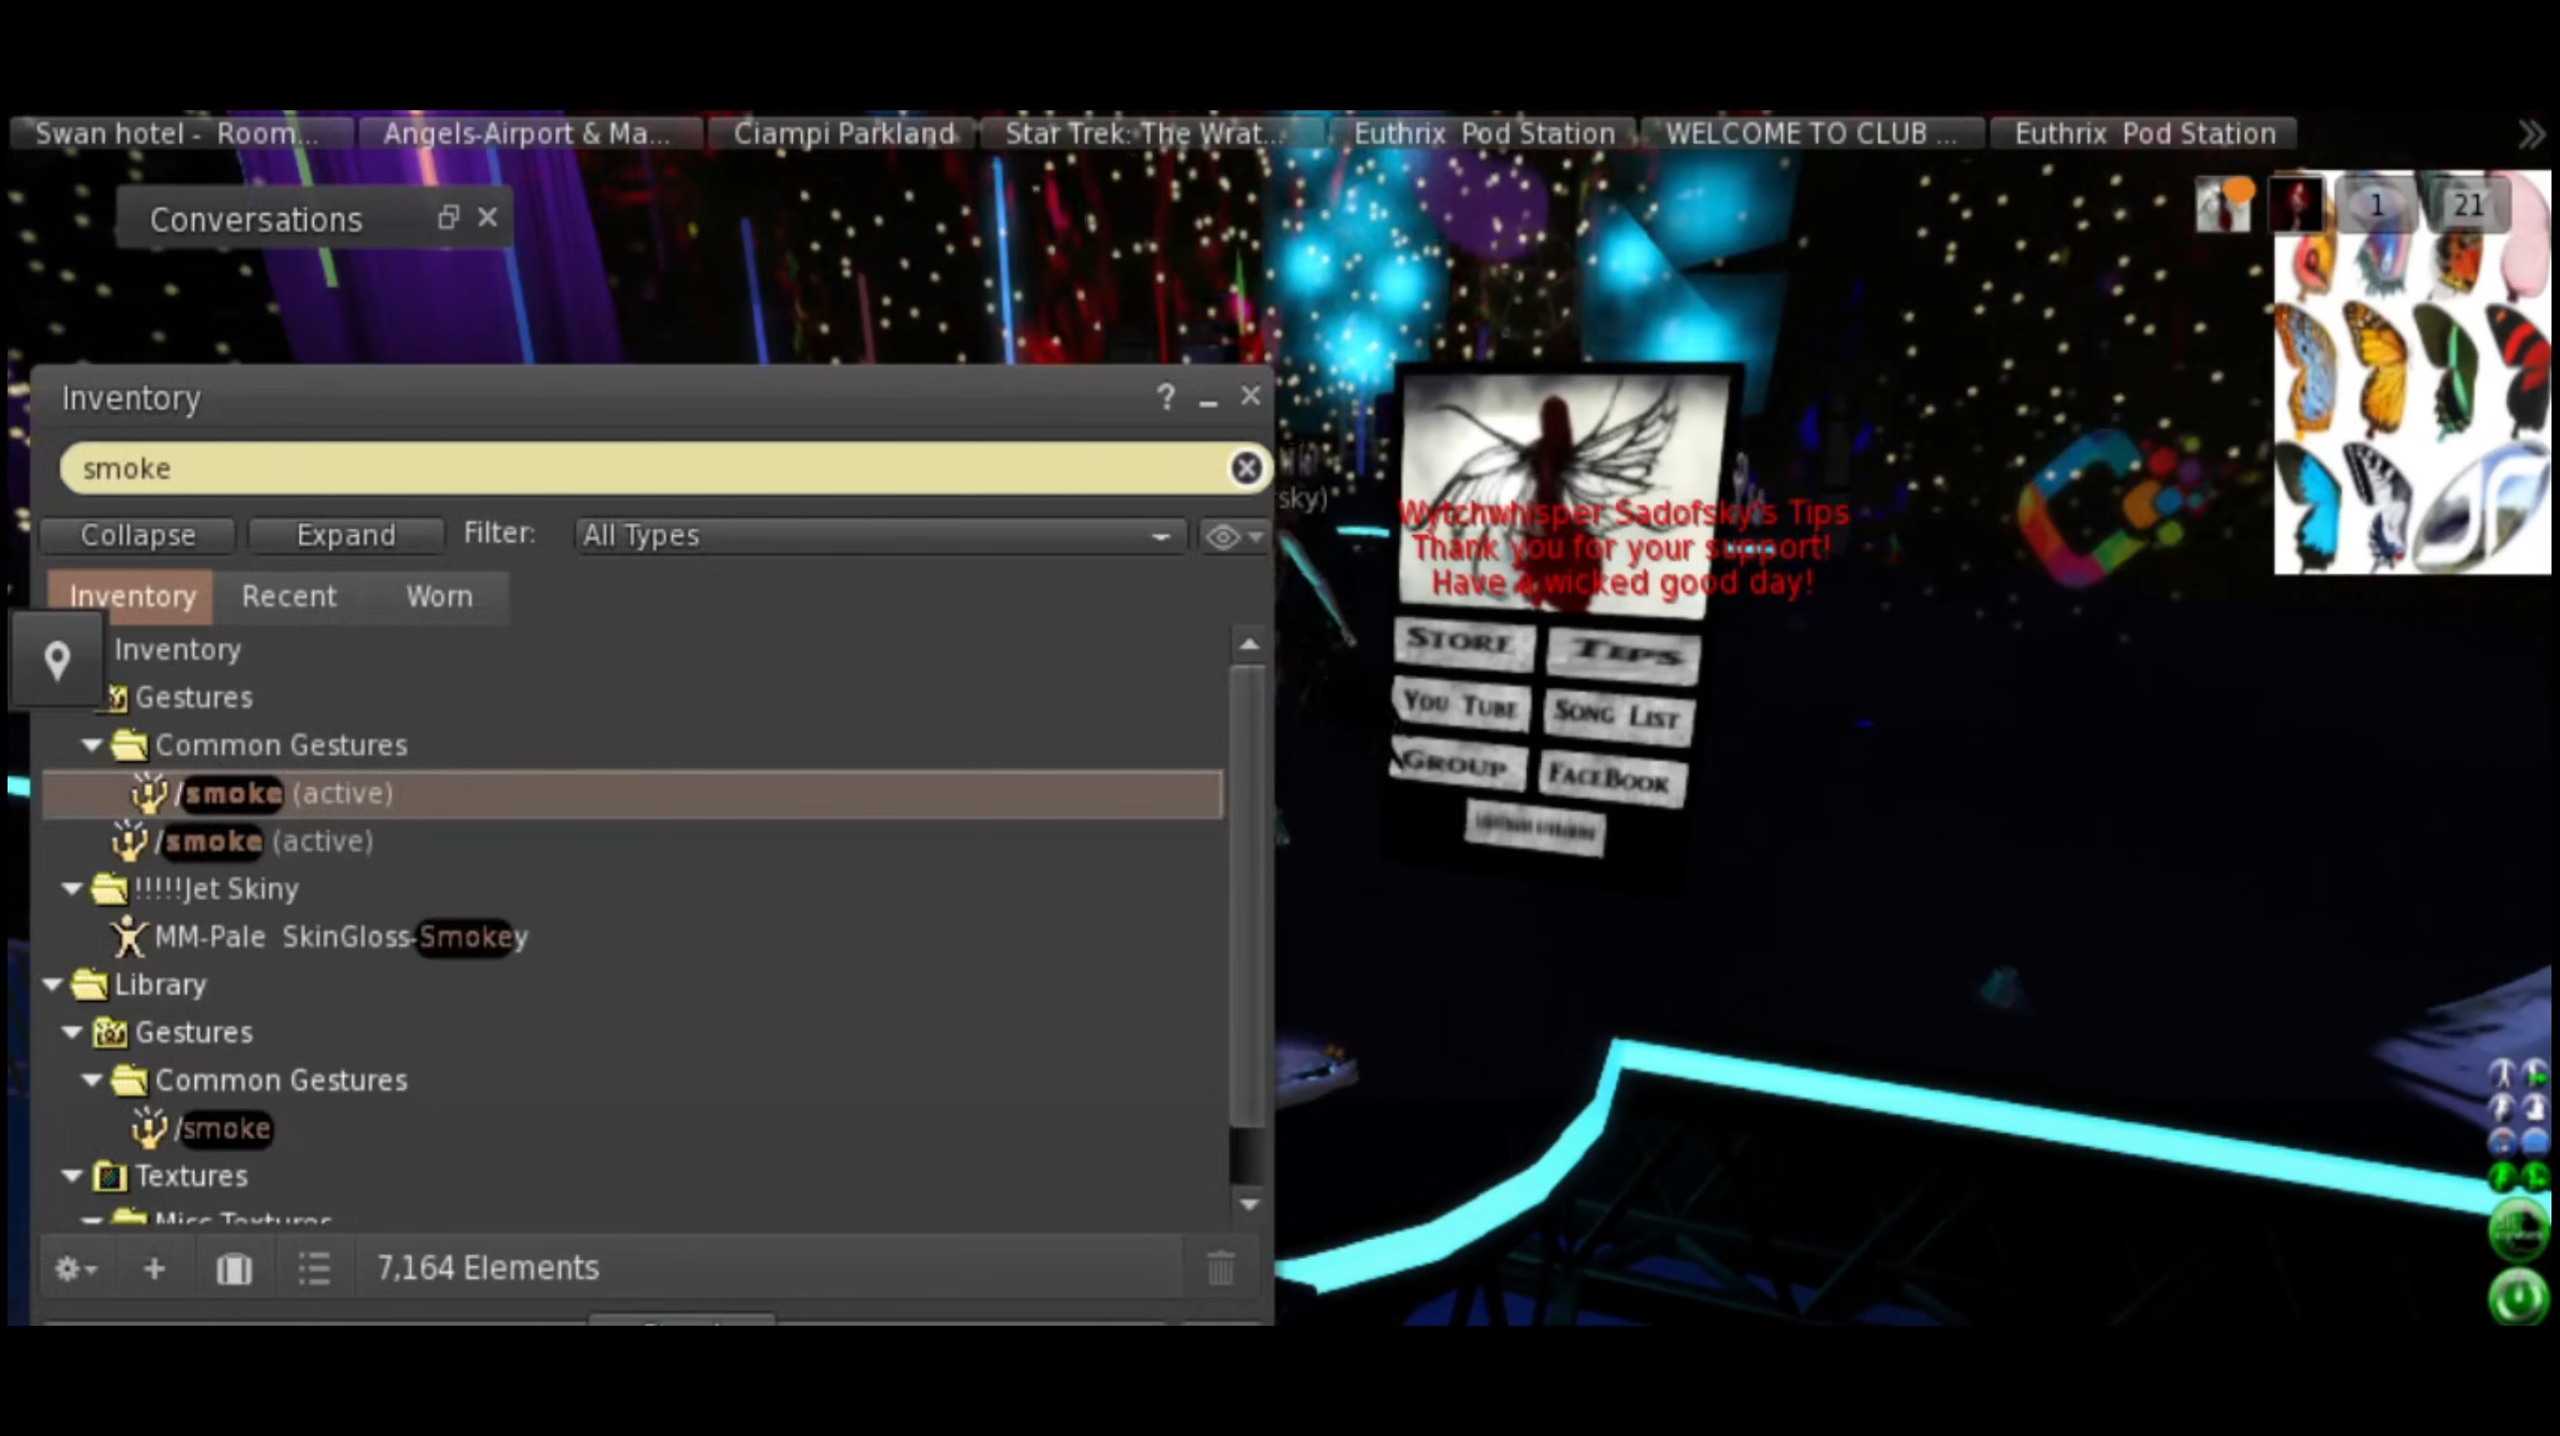 Swan hotel - Room...
Angels-Airport & Ma...
Ciampi Parkland
Star Trek: The Wrat...
Euthrix Pod Station
WELCOME TO CLUB ...
Euthrix Pod Station
Conversations
1
21
Inventory
?
smoke
sky)
Collapse
Expand
Filter:
All Types
Inventory
Recent
Worn
Inventory
Gestures
Common Gestures
/smoke (active)
/smoke (active)
!!!!!Jet Skiny
MM-Pale SkinGloss-Smokey
Library
Gestures
Common Gestures
/smoke
Textures
Misc Textures
7,164 Elements
Wytchwhisper Sadofsky's Tips
Thank you for your support!
Have a wicked good day!
STORE
TIPS
YOU TUBE
SONG LIST
GROUP
FACEBOOK